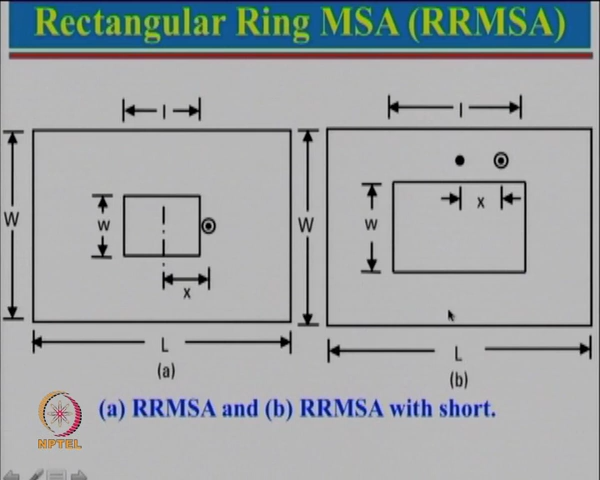 Rectangular Ring MSA (RRMSA)
l
l
W
w
x
W
w
x
L
(a)
L
(b)
(a) RRMSA and (b) RRMSA with short.
NPTEL